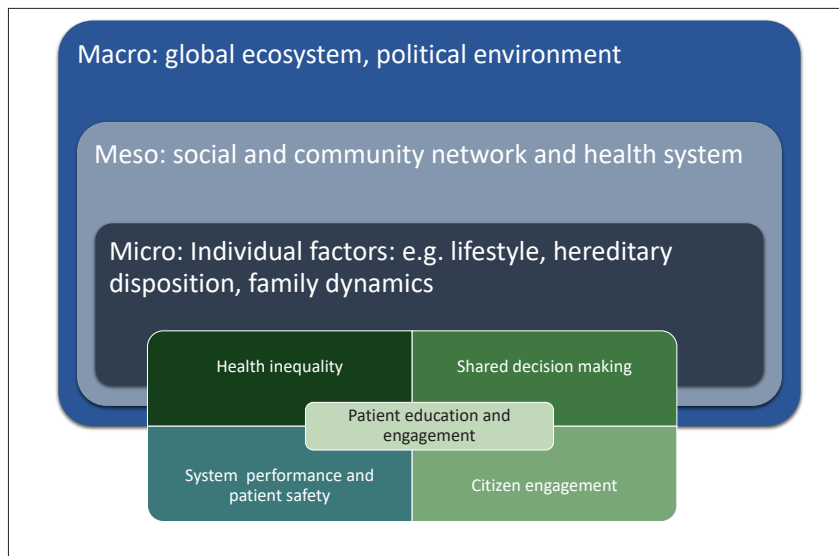 Macro: global ecosystem, political environment
Meso: social and community network and health system
Micro: Individual factors: e.g. lifestyle, hereditary
disposition, family dynamics
Health inequality
Shared decision making
Patient education and
engagement
System performance and
patient safety
Citizen engagement